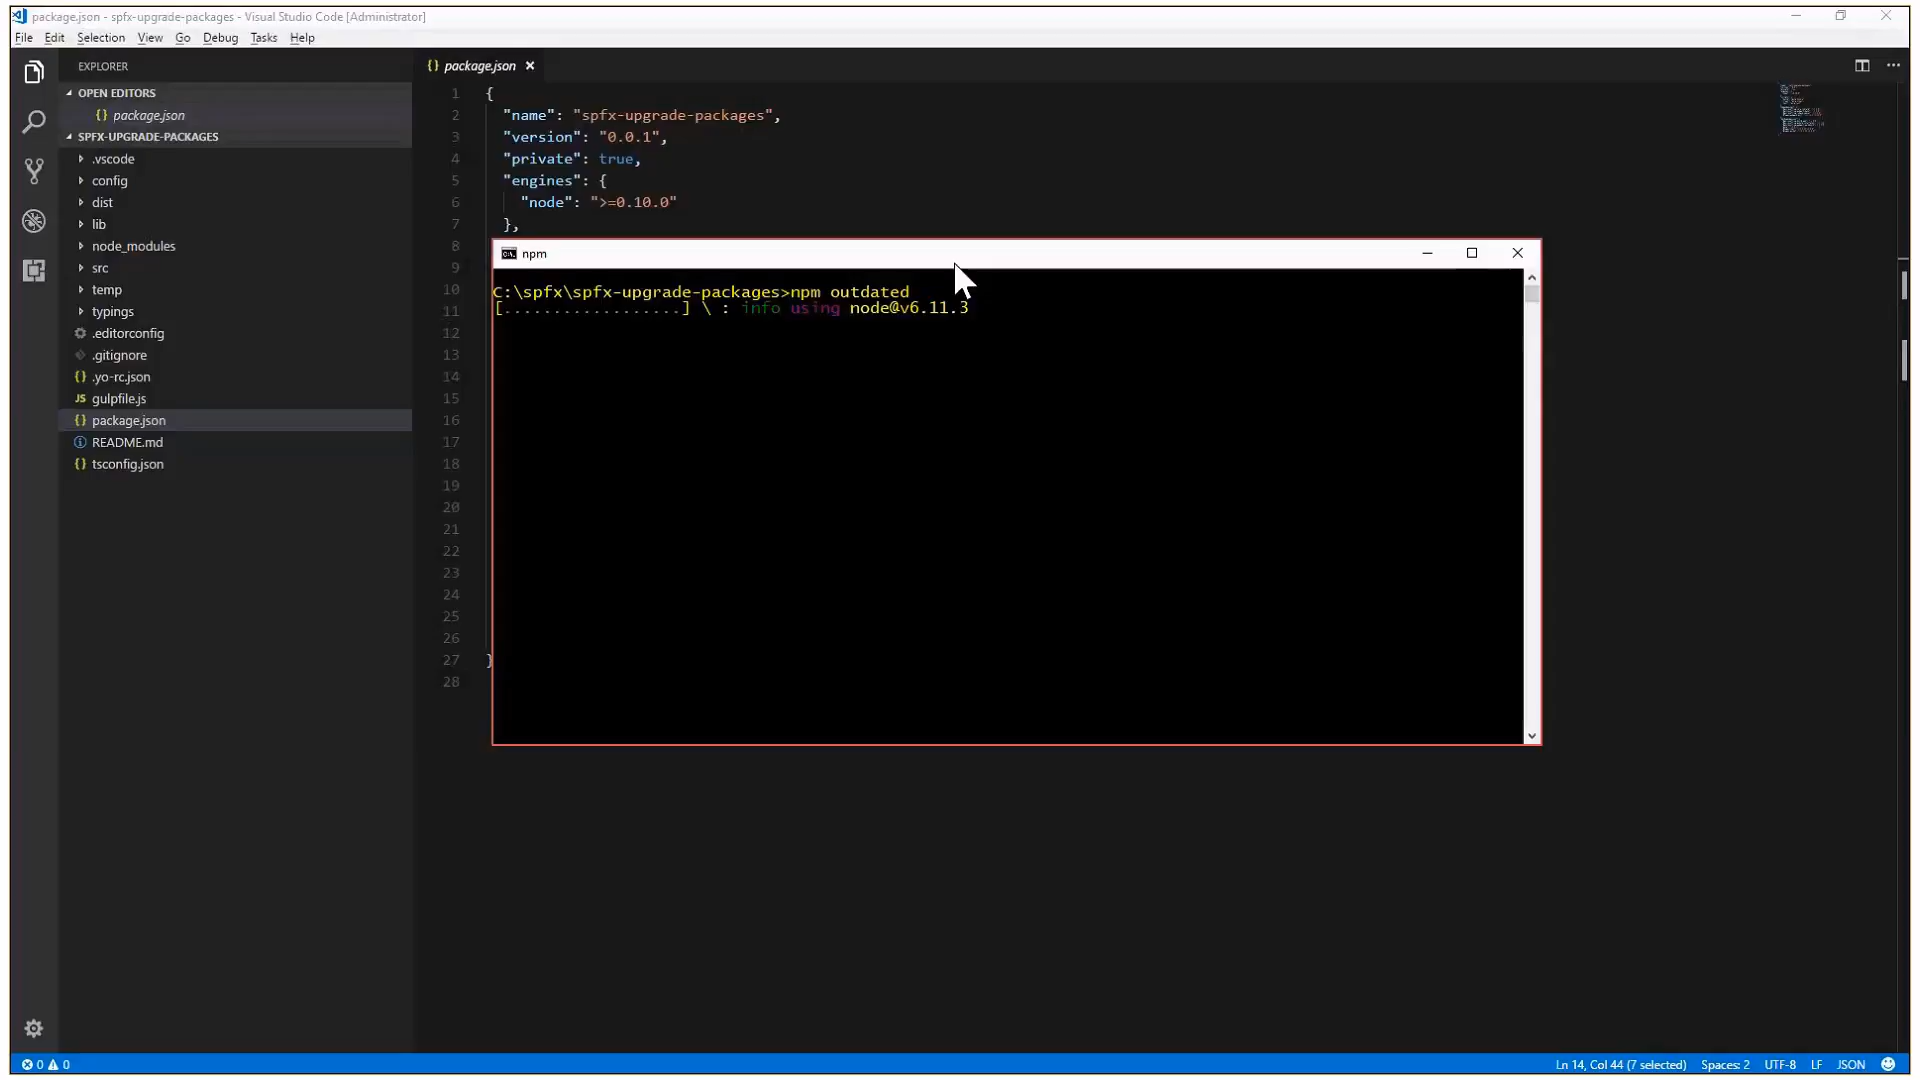 package.json - spfx-upgrade-packages - Visual Studio Code [Administrator]
File Edit Selection View Go Debug Tasks Help
EXPLORER
OPEN EDITORS
{} package.json
SPFX-UPGRADE-PACKAGES
.vscode
config
dist
lib
node_modules
src
temp
typings
.editorconfig
.gitignore
{} .yo-rc.json
JS gulpfile.js
{} package.json
README.md
{} tsconfig.json
{} package.json
1 {
2 "name": "spfx-upgrade-packages",
3 "version": "0.0.1",
4 "private": true,
5 "engines": {
6 "node": ">=0.10.0"
7 },
8
9
10
11
12
13
14
15
16
17
18
19
20
21
22
23
24
25
26
27 }
28
npm
C:\spfx\spfx-upgrade-packages>npm outdated
[..................] \ : info using node@v6.11.3
0 0
Ln 14, Col 44 (7 selected) Spaces: 2 UTF-8 LF JSON